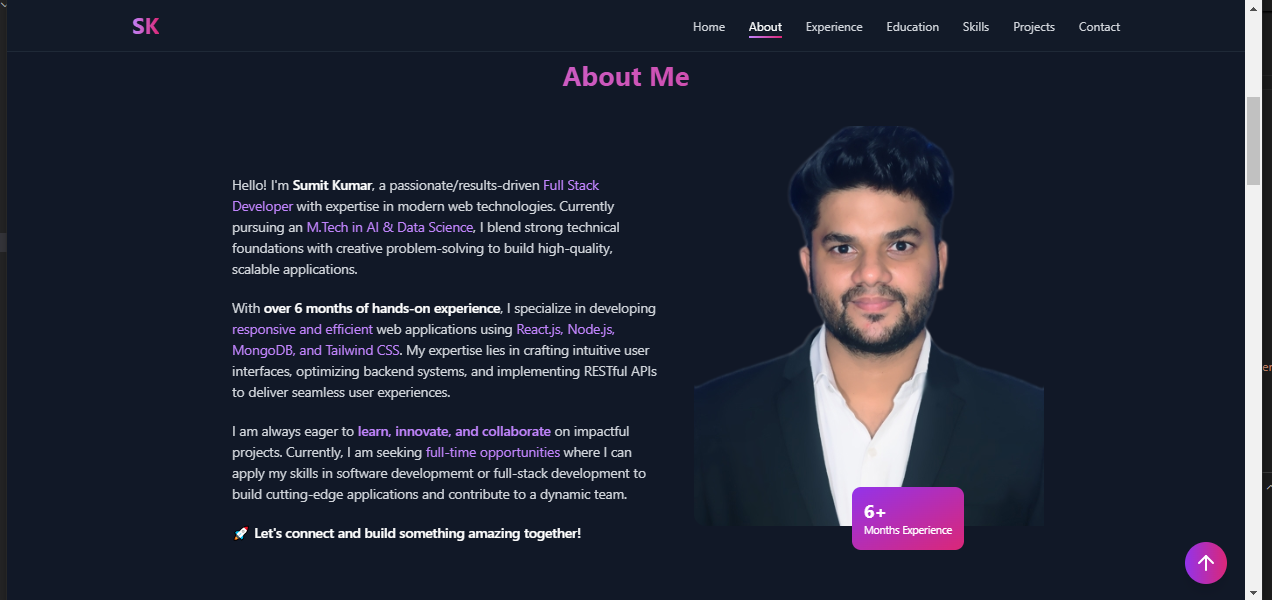 SK
Home About Experience Education Skills Projects Contact
About Me
Hello! I'm Sumit Kumar, a passionate/results-driven Full Stack
Developer with expertise in modern web technologies. Currently
pursuing an M.Tech in AI & Data Science, I blend strong technical
foundations with creative problem-solving to build high-quality,
scalable applications.
With over 6 months of hands-on experience, I specialize in developing
responsive and efficient web applications using React.js, Node.js,
MongoDB, and Tailwind CSS. My expertise lies in crafting intuitive user
interfaces, optimizing backend systems, and implementing RESTful APIs
to deliver seamless user experiences.
I am always eager to learn, innovate, and collaborate on impactful
projects. Currently, I am seeking full-time opportunities where I can
apply my skills in software developmemt or full-stack development to
build cutting-edge applications and contribute to a dynamic team.
🚀 Let's connect and build something amazing together!
6+
Months Experience
er